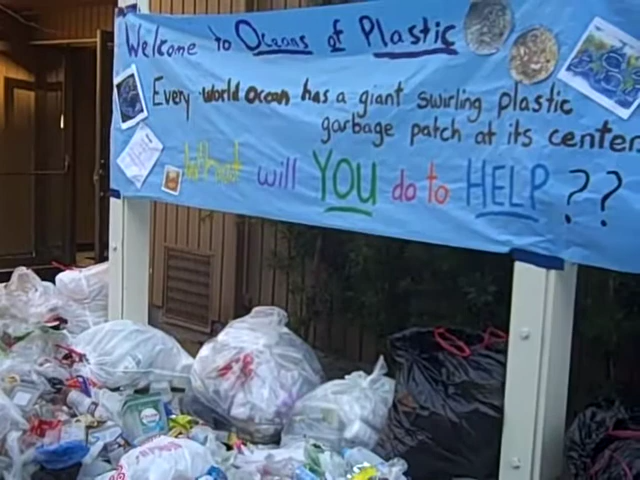 Welcome to Oceans of Plastic
Every world Ocean has a giant swirling plastic
garbage patch at its center.
What will YOU do to HELP??